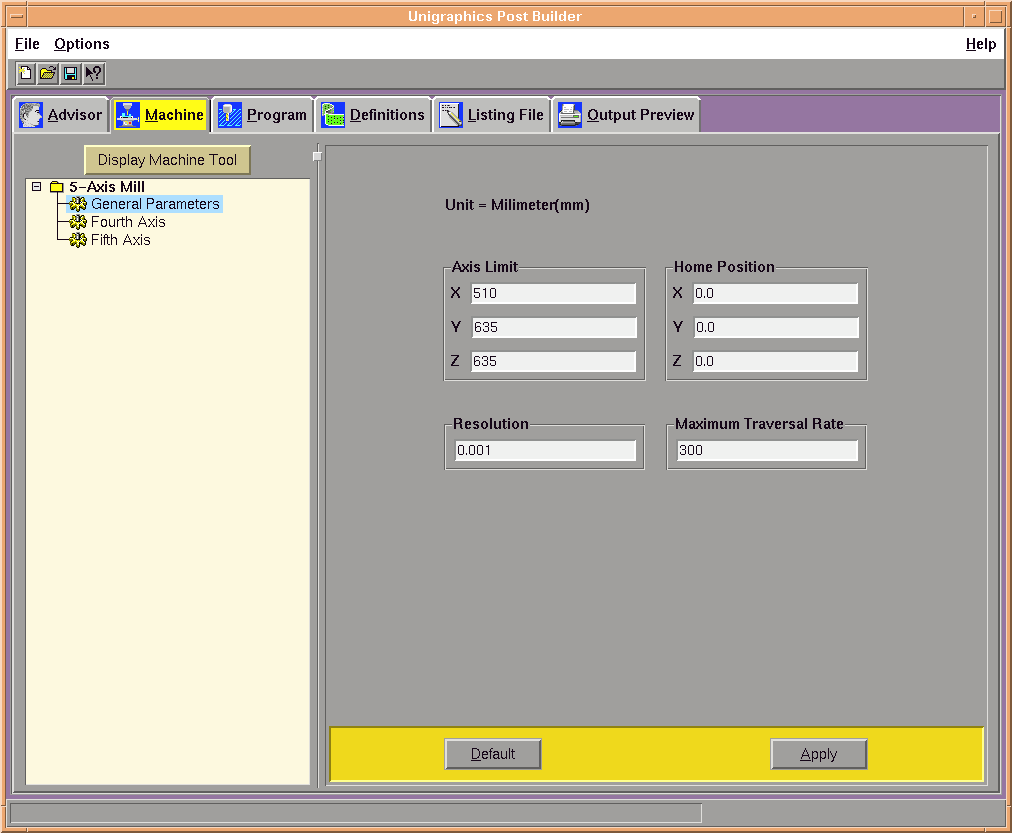 Unigraphics Post Builder
File Options Help
Advisor Machine Program Definitions Listing File Output Preview
Display Machine Tool
5-Axis Mill
General Parameters
Fourth Axis
Fifth Axis
Unit = Milimeter(mm)
Axis Limit Home Position
X 510 X 0.0
Y 635 Y 0.0
Z 635 Z 0.0
Resolution Maximum Traversal Rate
0.001 300
Default Apply